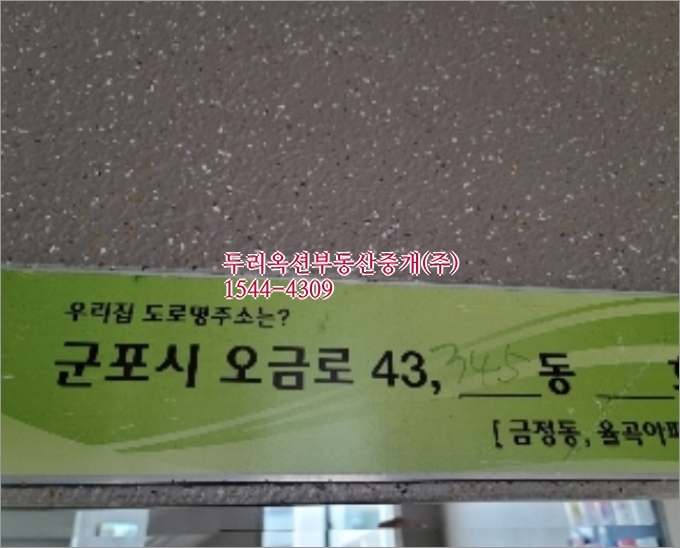 두리옥션부동산중개(주)
1544-4309
우리집 도로명주소는?
군포시 오금로 43, 345 동
[ 금정동, 율곡아파